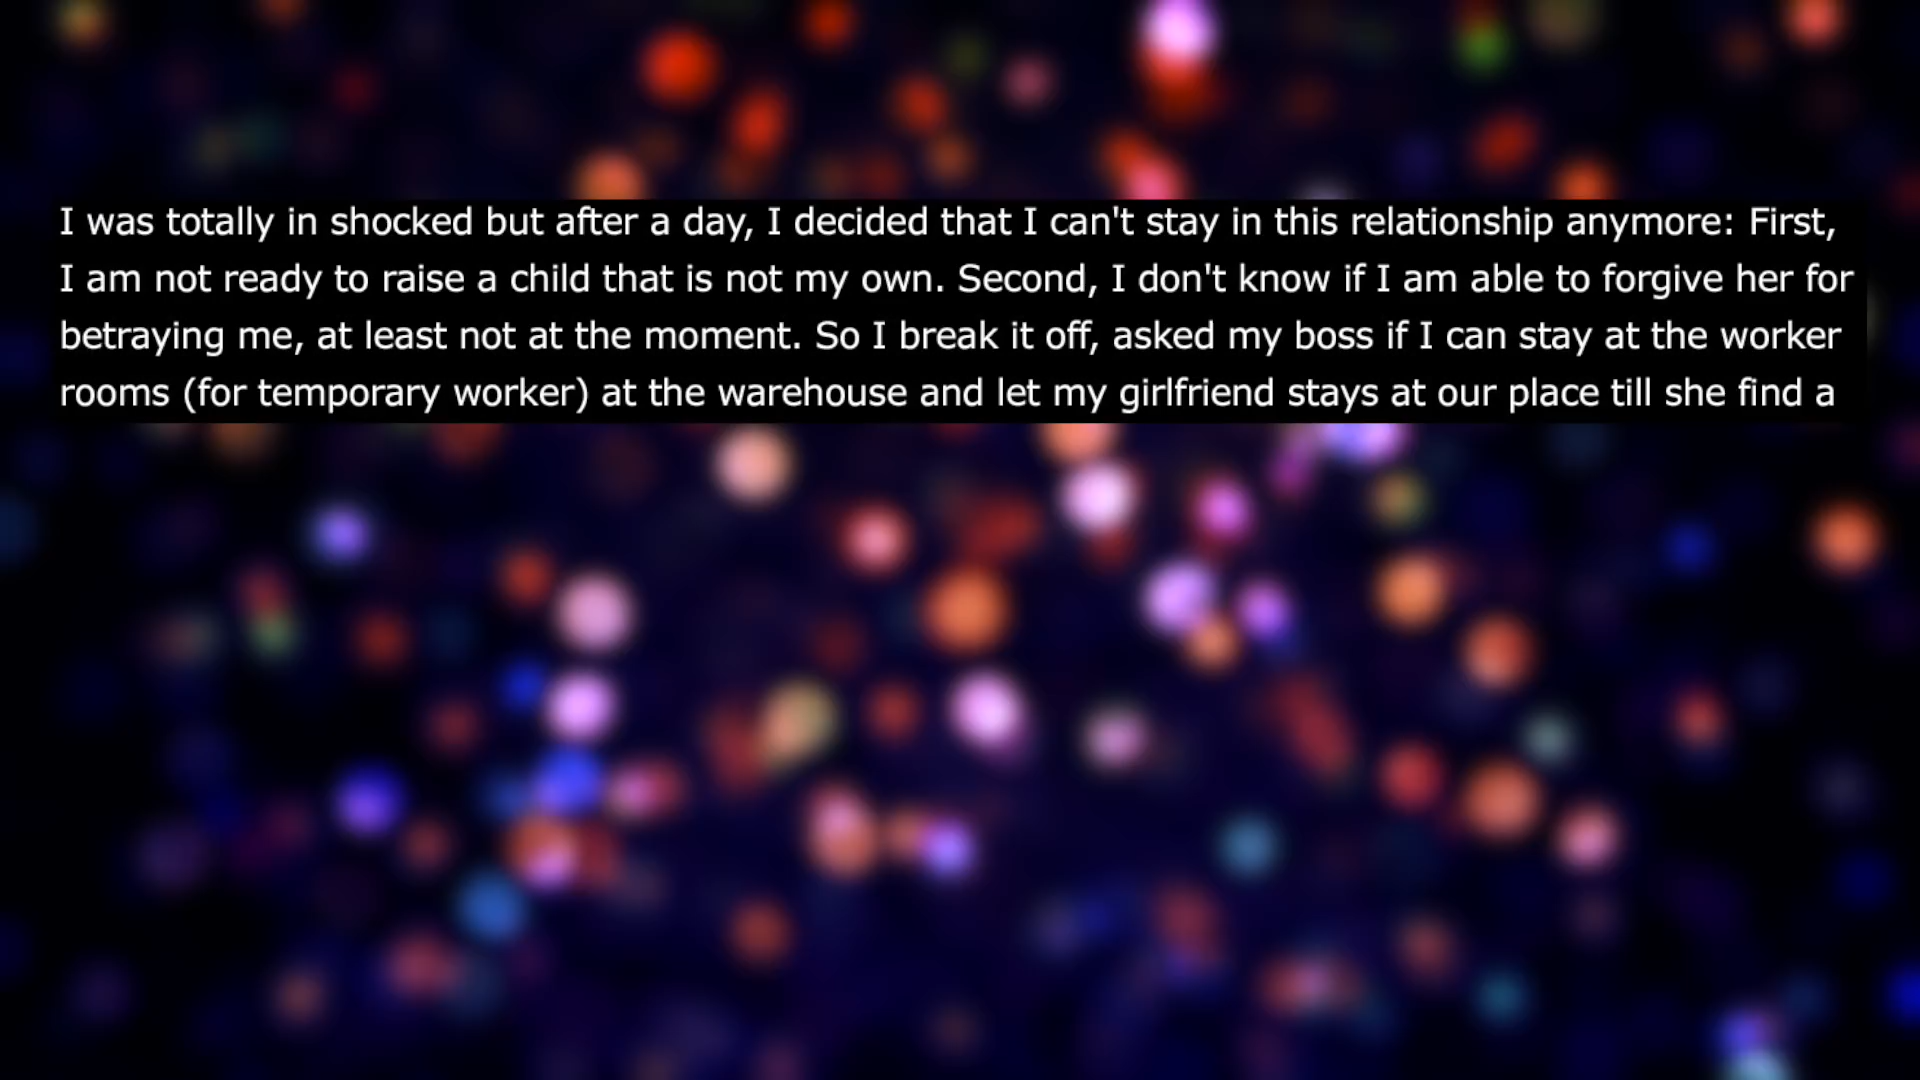 I was totally in shocked but after a day, I decided that I can't stay in this relationship anymore: First,
I am not ready to raise a child that is not my own. Second, I don't know if I am able to forgive her for
betraying me, at least not at the moment. So I break it off, asked my boss if I can stay at the worker
rooms (for temporary worker) at the warehouse and let my girlfriend stays at our place till she find a